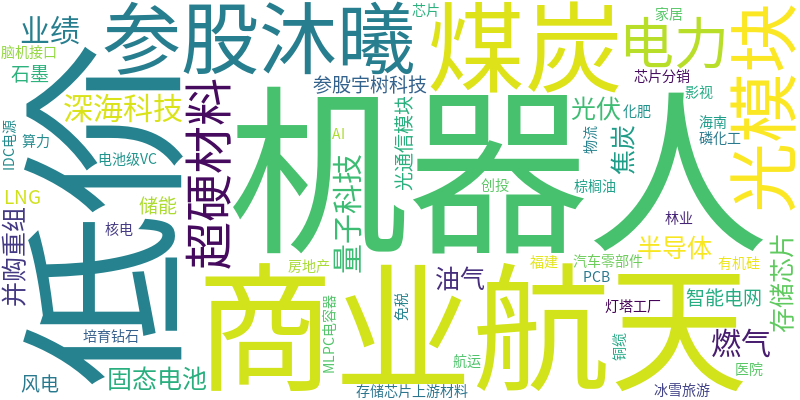 芯片
家居
业绩
参股沐曦
煤炭
电力
光模块
脑机接口
石墨
低价
深海科技
超硬材料
参股宇树科技
芯片分销
影视
光伏
化肥
机器人
IDC电源
算力
电池级VC
AI
光通信模块
物流
焦炭
海南
磷化工
LNG
储能
量子科技
创投
棕榈油
并购重组
核电
林业
半导体
房地产
福建
汽车零部件
有机硅
存储芯片
油气
PCB
商业航天
智能电网
培育钻石
MLPC电容器
免税
灯塔工厂
燃气
铜缆
风电
固态电池
航运
医院
存储芯片上游材料
冰雪旅游